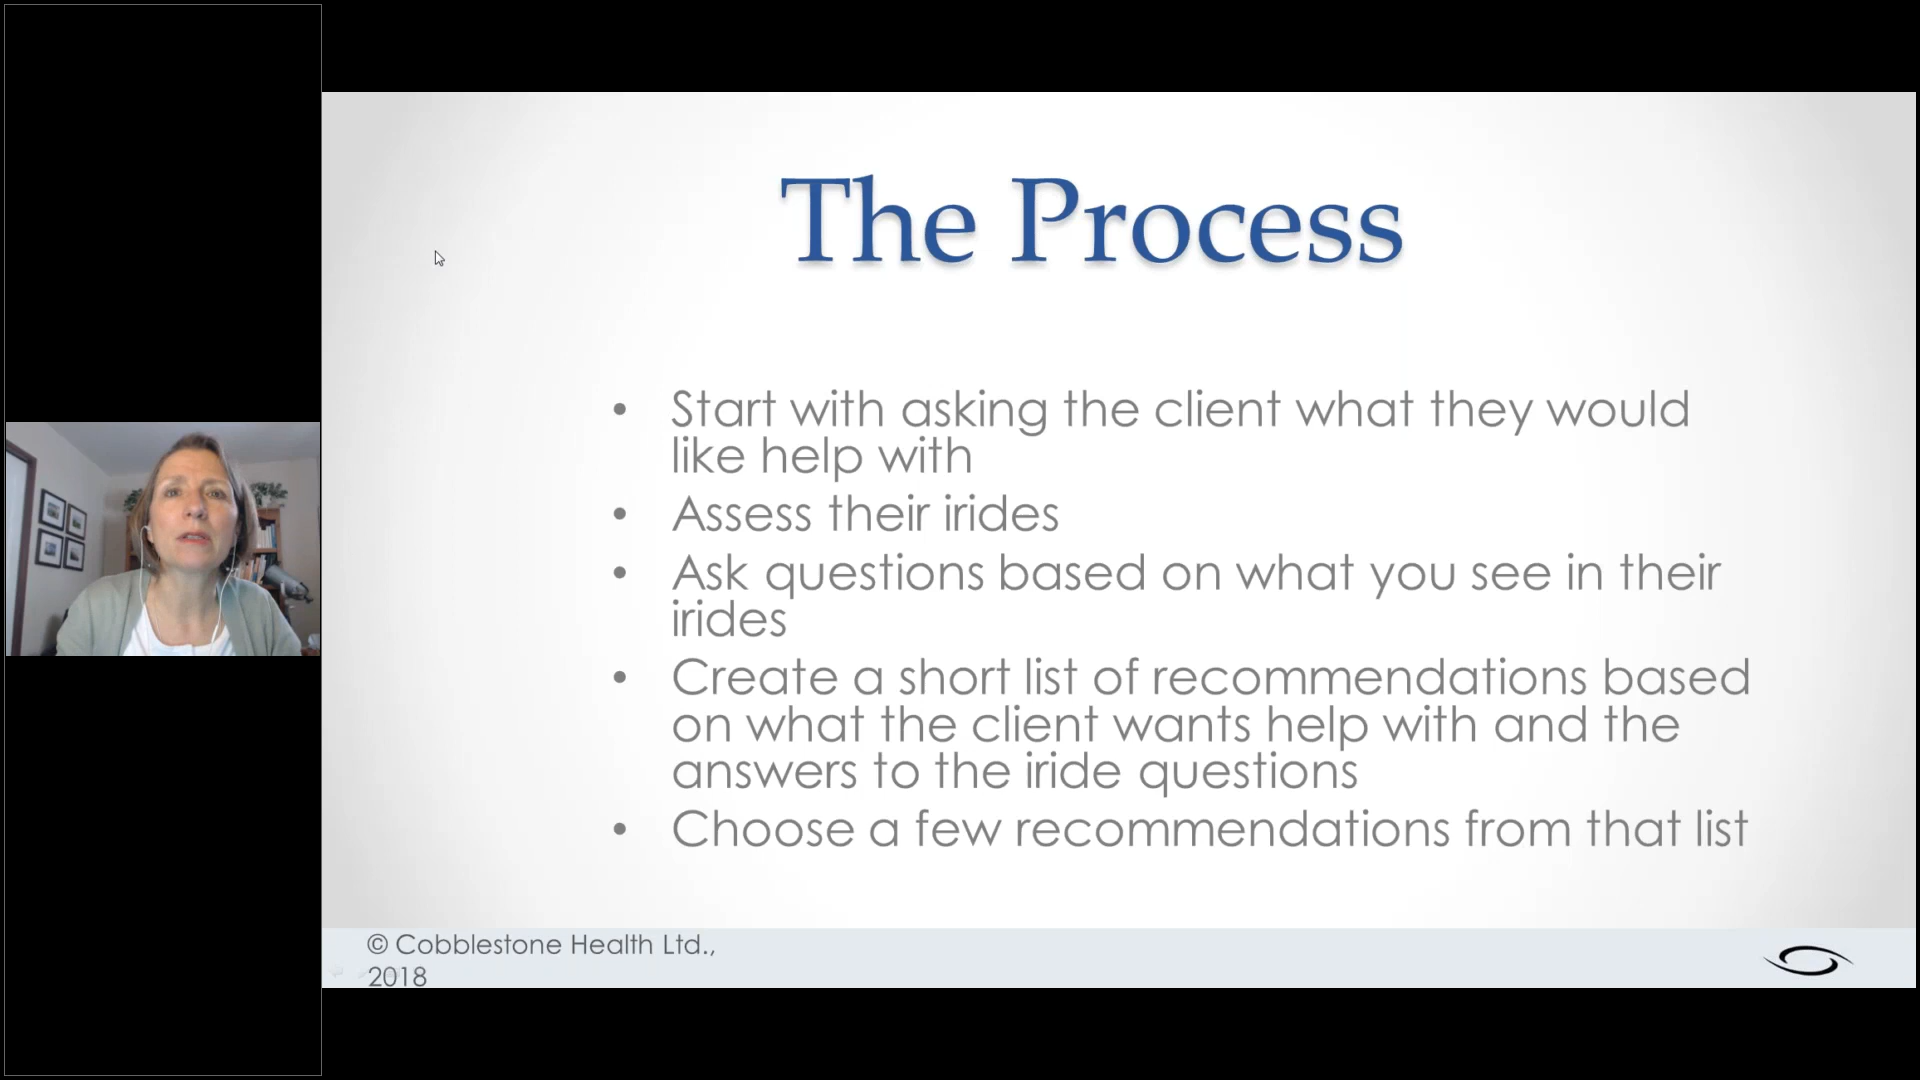 The Process
• Start with asking the client what they would
like help with
• Assess their irides
• Ask questions based on what you see in their
irides
• Create a short list of recommendations based
on what the client wants help with and the
answers to the iride questions
• Choose a few recommendations from that list
© Cobblestone Health Ltd.,
2018